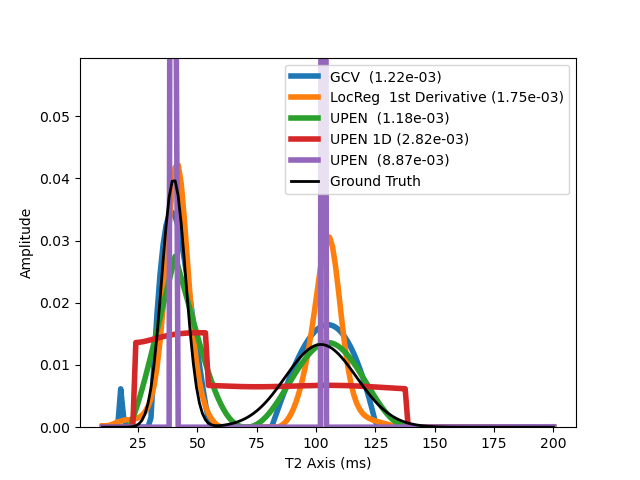 GCV (1.22e-03)
LocReg 1st Derivative (1.75e-03)
UPEN (1.18e-03)
UPEN 1D (2.82e-03)
UPEN (8.87e-03)
Ground Truth
0.05
0.04
0.03
0.02
0.01
0.00
Amplitude
25 50 75 100 125 150 175 200
T2 Axis (ms)